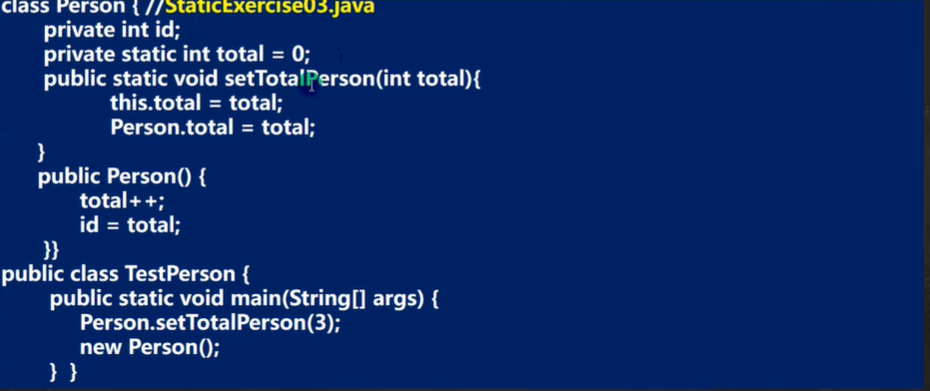 class Person { //StaticExercise03.java
private int id;
private static int total = 0;
public static void setTotalPerson(int total){
this.total = total;
Person.total = total;
}
public Person() {
total++;
id = total;
}}
public class TestPerson {
public static void main(String[] args) {
Person.setTotalPerson(3);
new Person();
} }